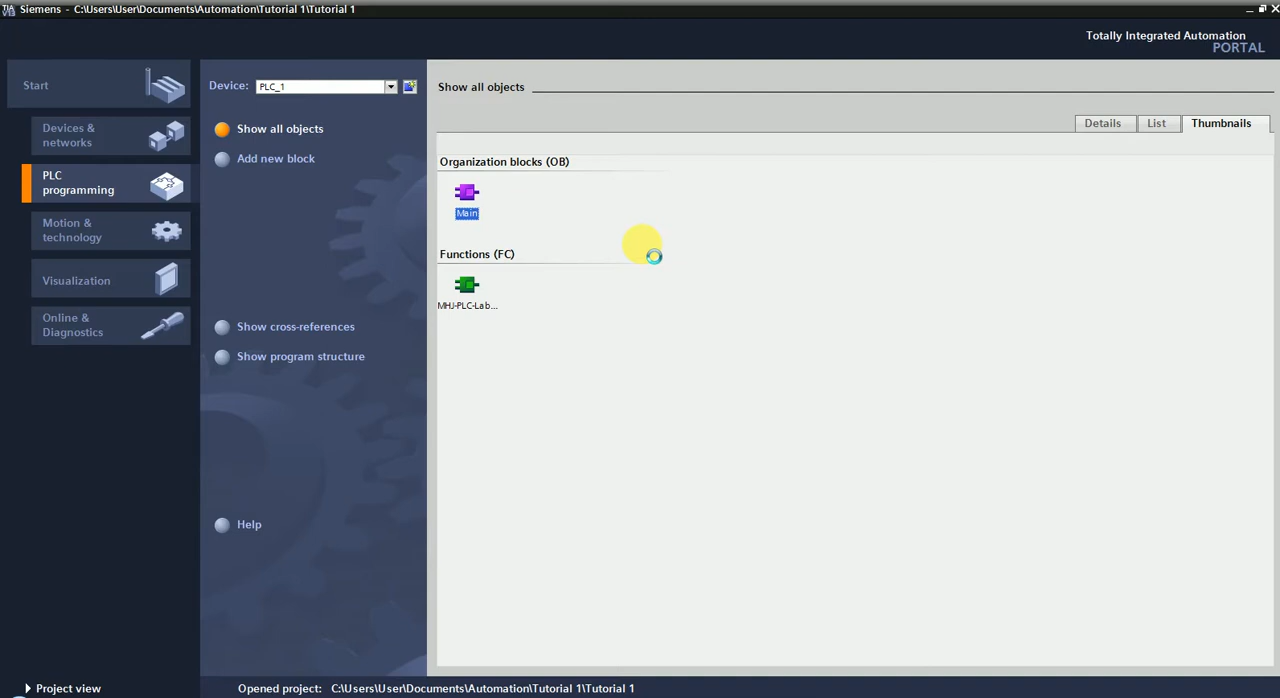 Siemens - C:\Users\User\Documents\Automation\Tutorial 1\Tutorial 1
Totally Integrated Automation
PORTAL
Start
Devices &
networks
PLC
programming
Motion &
technology
Visualization
Online &
Diagnostics
Device: PLC_1
Show all objects
Add new block
Show cross-references
Show program structure
Help
Show all objects
Details List Thumbnails
Organization blocks (OB)
Main
Functions (FC)
MHJ-PLC-Lab...
Project view
Opened project: C:\Users\User\Documents\Automation\Tutorial 1\Tutorial 1